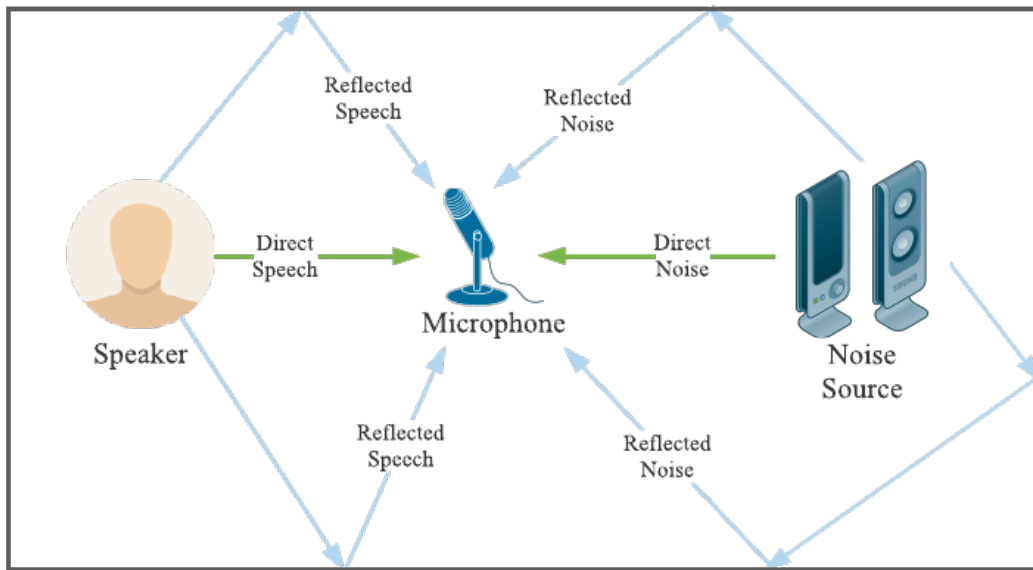 Reflected
Speech
Reflected
Noise
Direct
Speech
Direct
Noise
Microphone
Speaker
Noise
Source
Reflected
Speech
Reflected
Noise